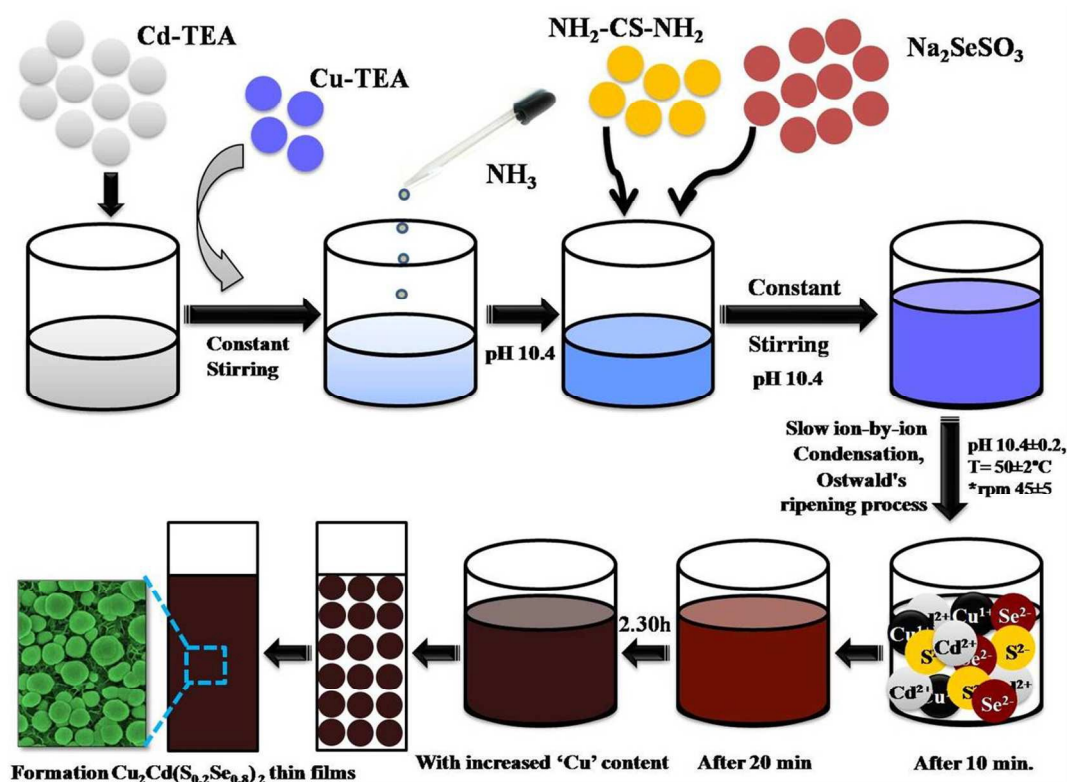 Cd-TEA
Cu-TEA
NH₃
NH₂-CS-NH₂
Na₂SeSO₃
Constant
Stirring
pH 10.4
Constant
Stirring
pH 10.4
Slow ion-by-ion
Condensation,
Ostwald's
ripening process
pH 10.4±0.2,
T= 50±2°C
*rpm 45±5
Cu¹⁺
Se²⁻
Cd²⁺
S²⁻
Cd²⁺
Se²⁻
After 10 min.
After 20 min
2.30h
With increased ‘Cu’ content
Formation Cu₂Cd(S₀.₂Se₀.₈)₂ thin films